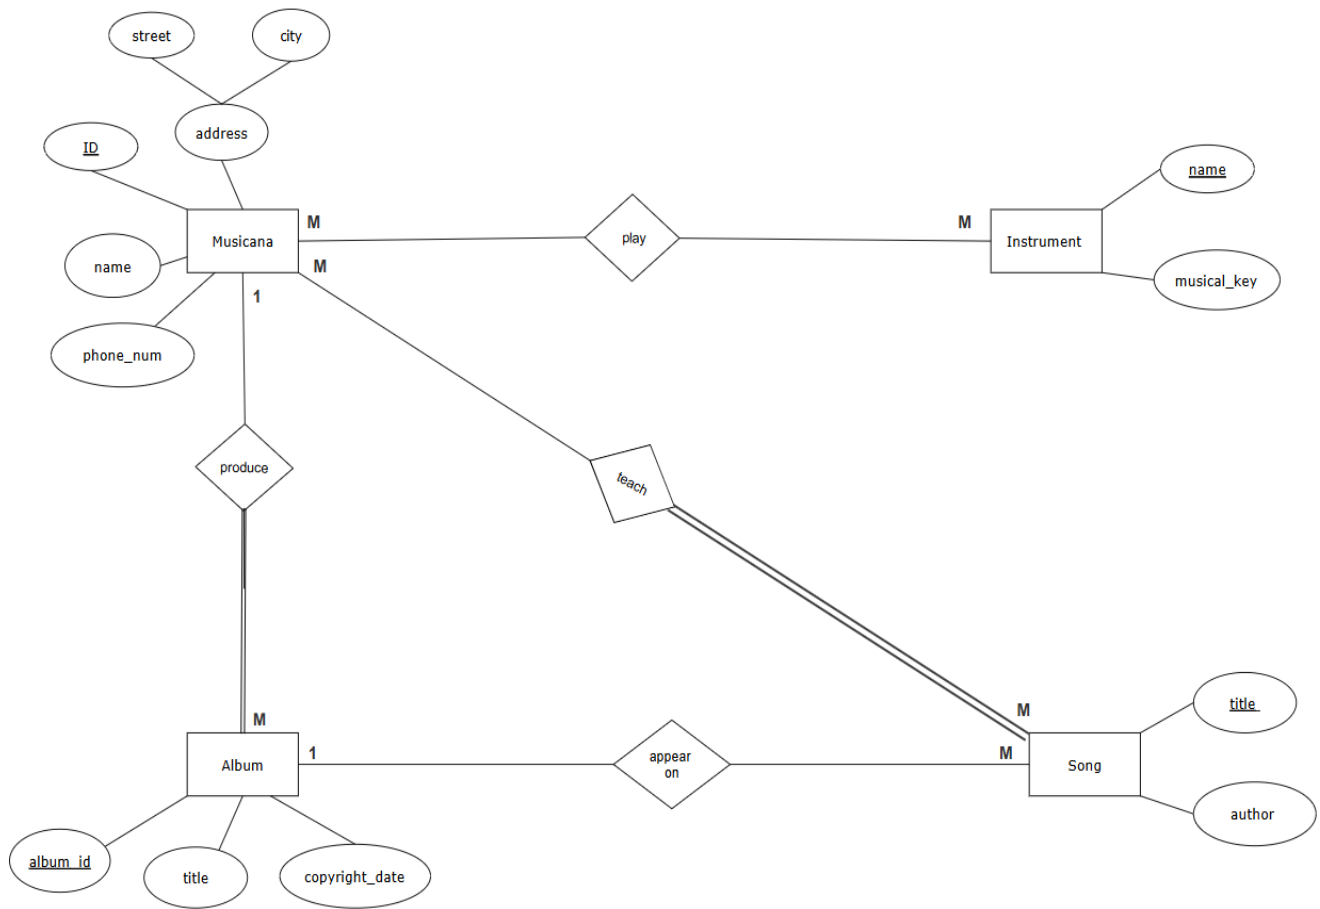 street
city
address
ID
name
Musicana
M
play
M
Instrument
name
M
name
musical_key
1
phone_num
produce
teach
M
M
title
Album
1
appear
on
M
Song
author
album_id
title
copyright_date